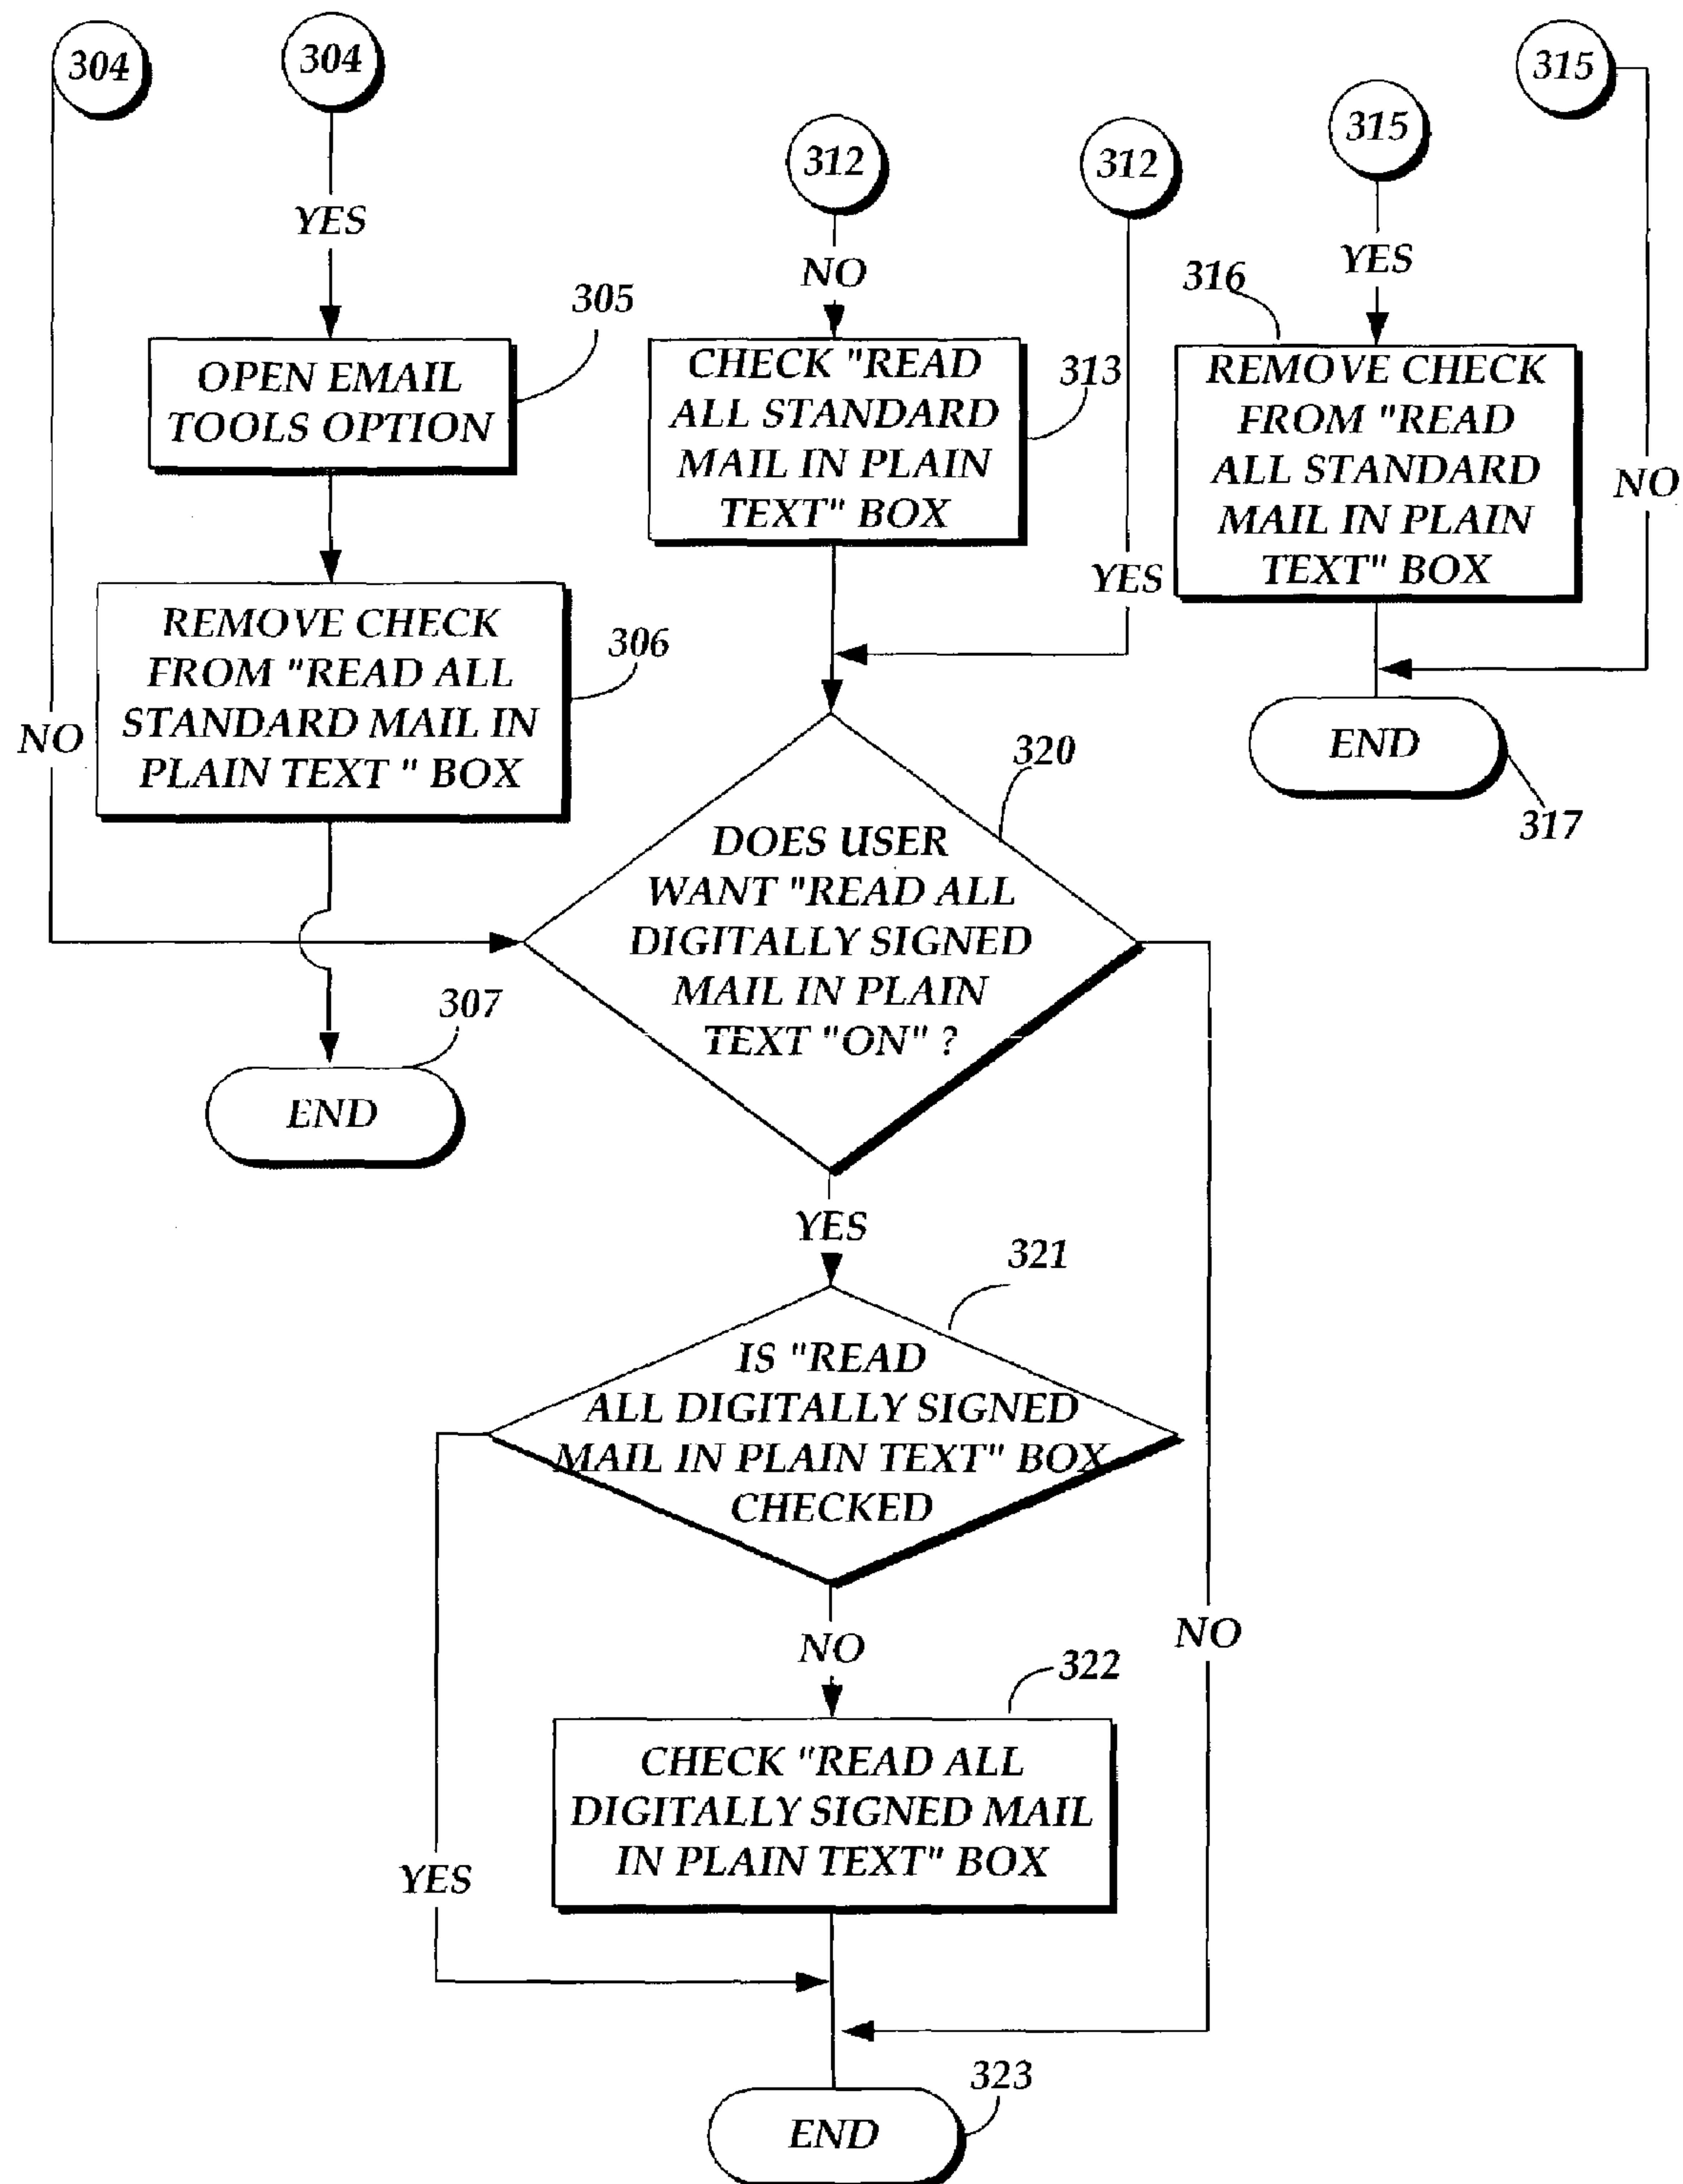 304
304
315
315
312
312
YES
NO
YES
316
305
OPEN EMAIL
TOOLS OPTION
CHECK "READ
ALL STANDARD
MAIL IN PLAIN
TEXT" BOX
313
REMOVE CHECK
FROM "READ
ALL STANDARD
MAIL IN PLAIN
TEXT" BOX
NO
YES
REMOVE CHECK
FROM "READ ALL
STANDARD MAIL IN
PLAIN TEXT " BOX
306
NO
END
317
320
DOES USER
WANT "READ ALL
DIGITALLY SIGNED
MAIL IN PLAIN
TEXT "ON" ?
307
END
YES
321
IS "READ
ALL DIGITALLY SIGNED
MAIL IN PLAIN TEXT" BOX
CHECKED
NO
NO
322
CHECK "READ ALL
DIGITALLY SIGNED MAIL
IN PLAIN TEXT" BOX
YES
323
END